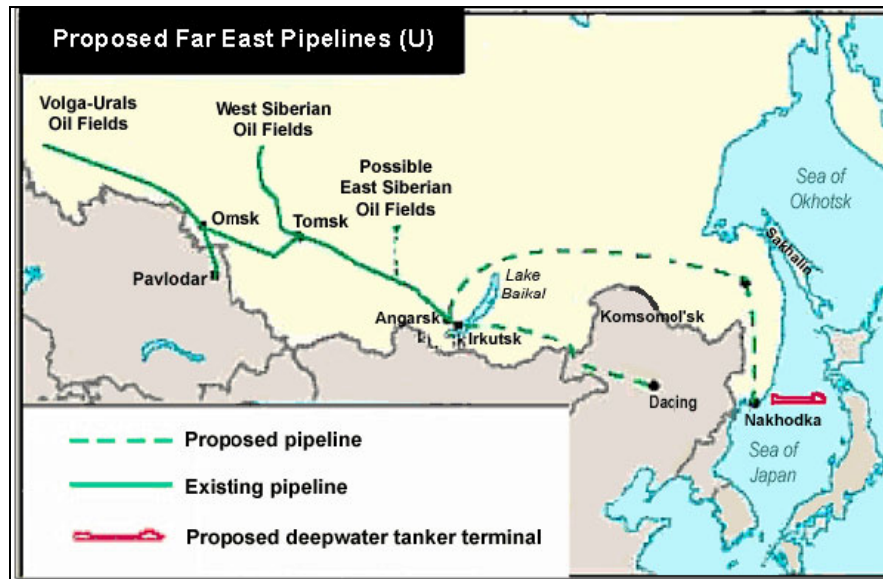 Proposed Far East Pipelines (U)
Volga-Urals
Oil Fields
West Siberian
Oil Fields
Possible
East Siberian
Oil Fields
Sea of
Okhotsk
Sakhalin
Omsk
Tomsk
Pavlodar
Lake
Baikal
Angarsk
Irkutsk
Komsomol'sk
Dacing
Nakhodka
Sea of
Japan
Proposed pipeline
Existing pipeline
Proposed deepwater tanker terminal